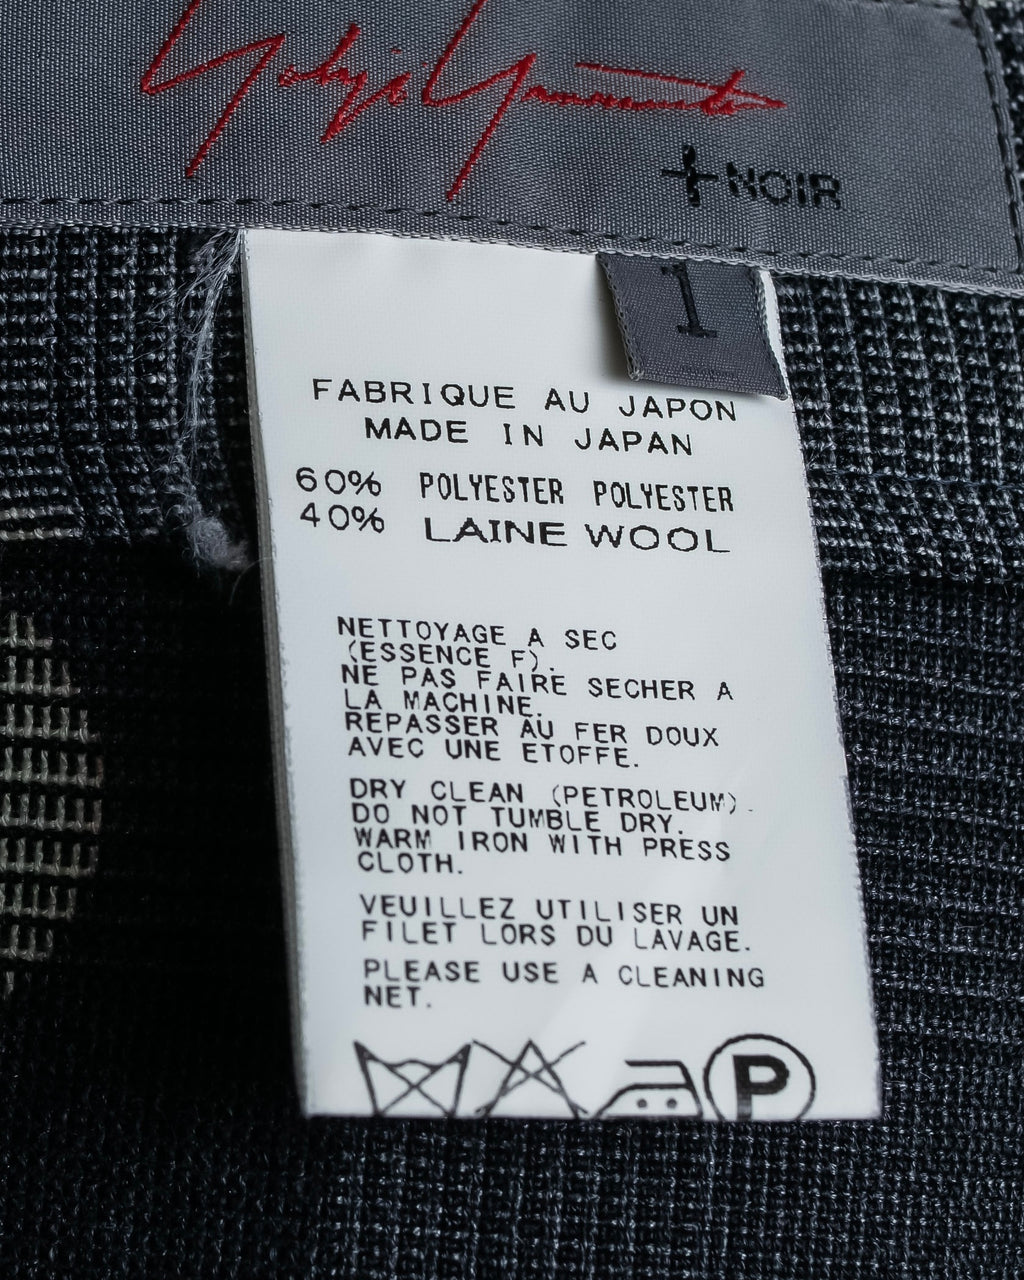 Yohji Yamamoto
+NOIR
1
FABRIQUE AU JAPON
MADE IN JAPAN
60% POLYESTER POLYESTER
40% LAINE WOOL
NETTOYAGE A SEC
(ESSENCE F).
NE PAS FAIRE SECHER A
LA MACHINE.
REPASSER AU FER DOUX
AVEC UNE ETOFFE.
DRY CLEAN (PETROLEUM).
DO NOT TUMBLE DRY.
WARM IRON WITH PRESS
CLOTH.
VEUILLEZ UTILISER UN
FILET LORS DU LAVAGE.
PLEASE USE A CLEANING
NET.
P